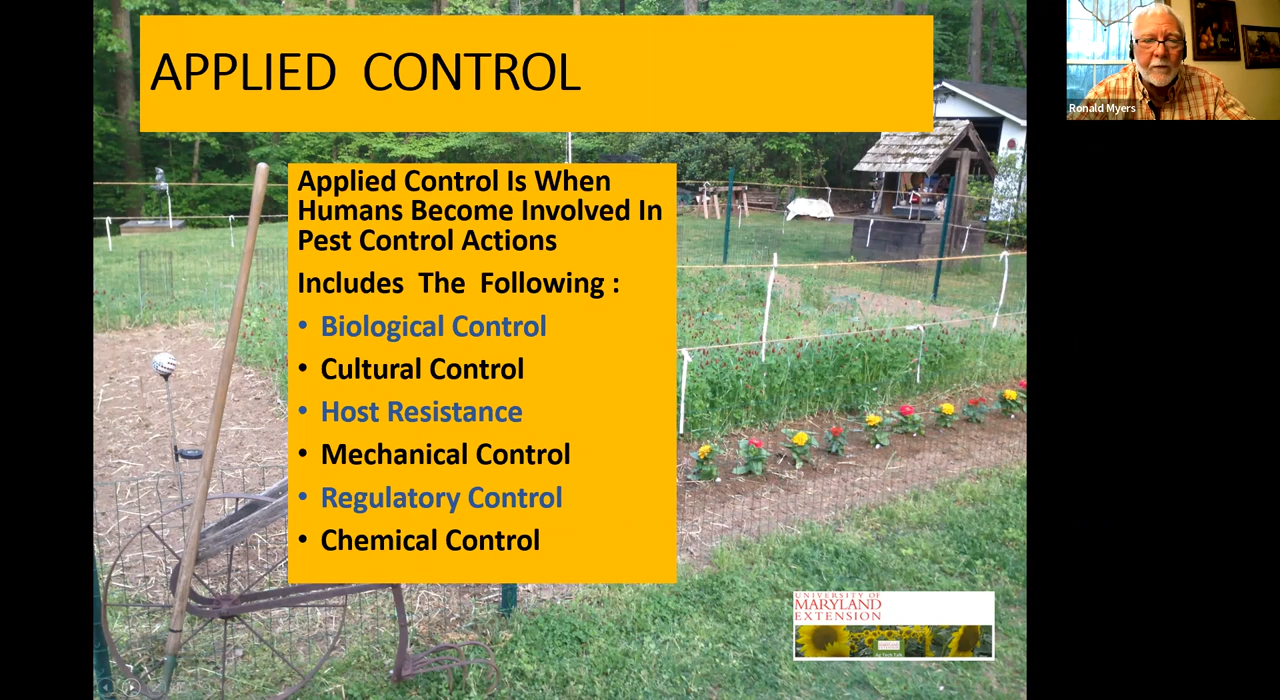 APPLIED CONTROL
Ronald Myers
Applied Control Is When
Humans Become Involved In
Pest Control Actions
Includes The Following :
• Biological Control
• Cultural Control
• Host Resistance
• Mechanical Control
• Regulatory Control
• Chemical Control
UNIVERSITY OF
MARYLAND
EXTENSION